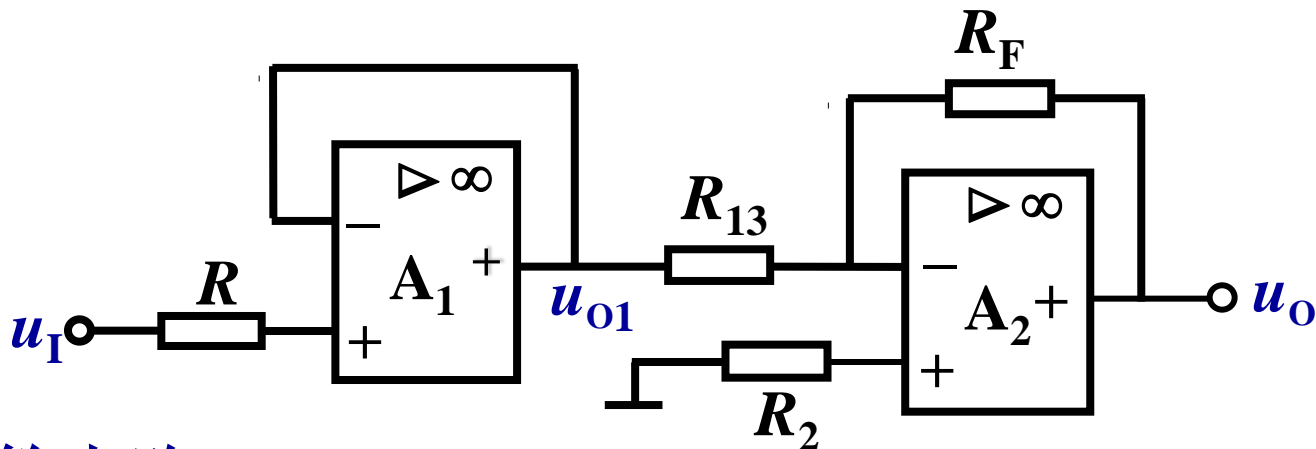 R_F
▷ ∞
▷ ∞
R_13
−
−
R
A_1
+
u_O1
A_2
+
u_O
u_I
+
+
R_2